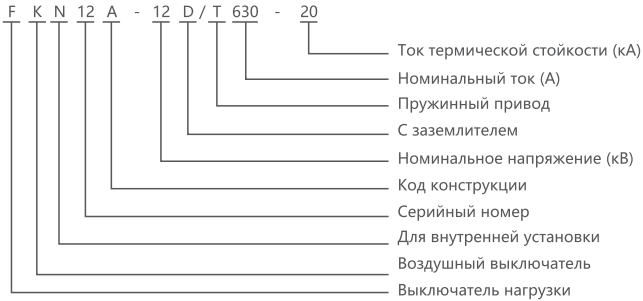 F K N 12 A - 12 D / T 630 - 20
Ток термической стойкости (кА)
Номинальный ток (А)
Пружинный привод
С заземлителем
Номинальное напряжение (кВ)
Код конструкции
Серийный номер
Для внутренней установки
Воздушный выключатель
Выключатель нагрузки